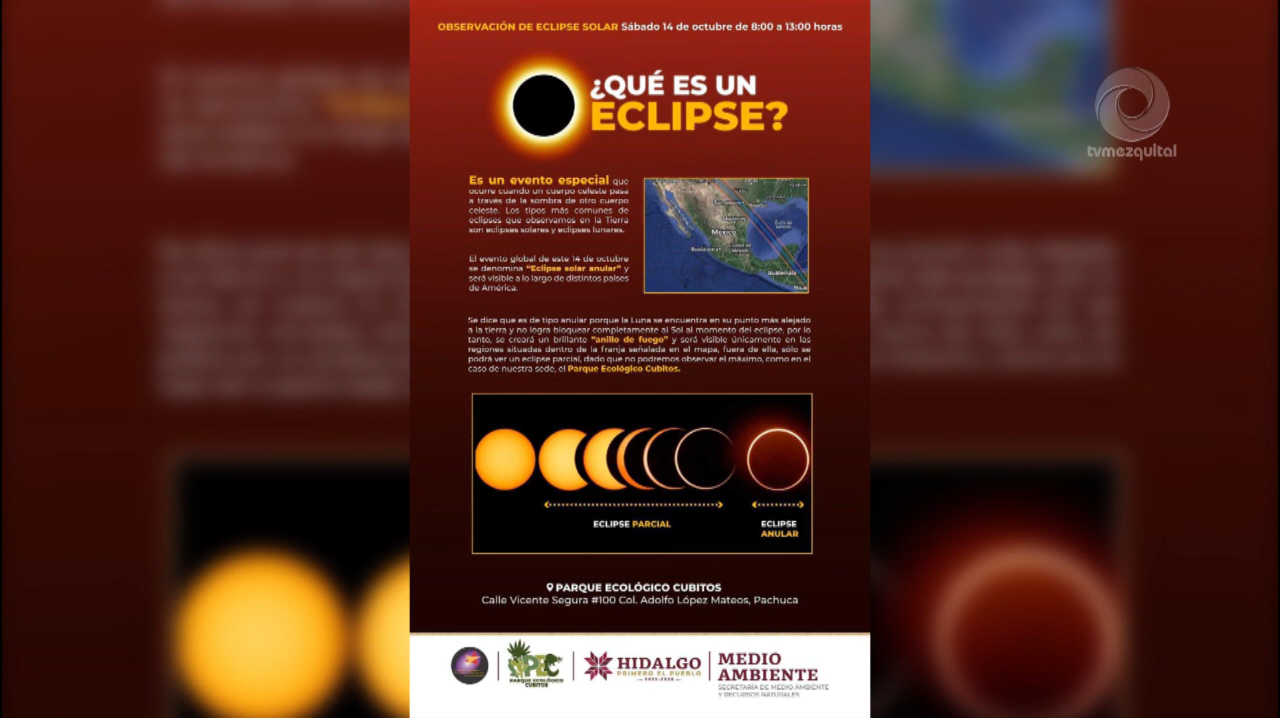 OBSERVACIÓN DE ECLIPSE SOLAR Sábado 14 de octubre de 8:00 a 13:00 horas
¿QUÉ ES UN
ECLIPSE?
tvmezquital
Es un evento especial que
ocurre cuando un cuerpo celeste pasa
a través de la sombra de otro cuerpo
celeste. Los tipos más comunes de
eclipses que observamos en la Tierra
son eclipses solares y eclipses lunares.
México
Guatemala
El evento global de este 14 de octubre
se denomina "Eclipse solar anular" y
será visible a lo largo de distintos países
de América.
Se dice que es de tipo anular porque la Luna se encuentra en su punto más alejado
a la tierra y no logra bloquear completamente al Sol al momento del eclipse, por lo
tanto, se creará un brillante "anillo de fuego" y será visible únicamente en las
regiones situadas dentro de la franja señalada en el mapa, fuera de ella, sólo se
podrá ver un eclipse parcial, dado que no podremos observar el máximo, como en el
caso de nuestra sede, el Parque Ecológico Cubitos.
ECLIPSE PARCIAL
ECLIPSE
ANULAR
PARQUE ECOLÓGICO CUBITOS
Calle Vicente Segura #100 Col. Adolfo López Mateos, Pachuca
PEC
PARQUE ECOLÓGICO
CUBITOS
HIDALGO
PRIMERO EL PUEBLO
MEDIO
AMBIENTE
SECRETARÍA DE MEDIO AMBIENTE
Y RECURSOS NATURALES